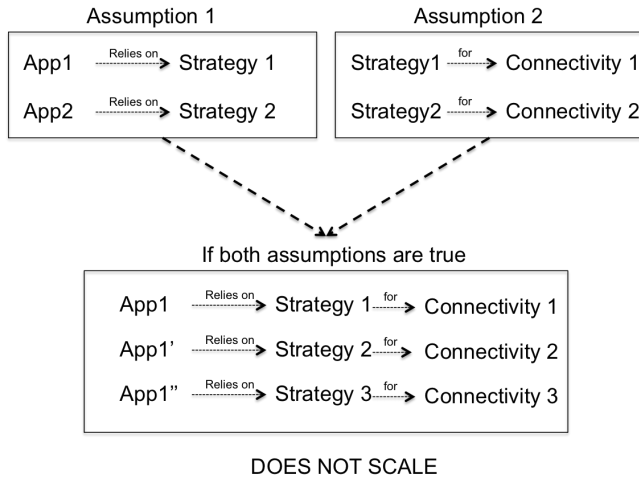 Assumption 1
Assumption 2
App1 Relies on Strategy 1
App2 Relies on Strategy 2
Strategy1 for Connectivity 1
Strategy2 for Connectivity 2
If both assumptions are true
App1 Relies on Strategy 1 for Connectivity 1
App1’ Relies on Strategy 2 for Connectivity 2
App1’’ Relies on Strategy 3 for Connectivity 3
DOES NOT SCALE